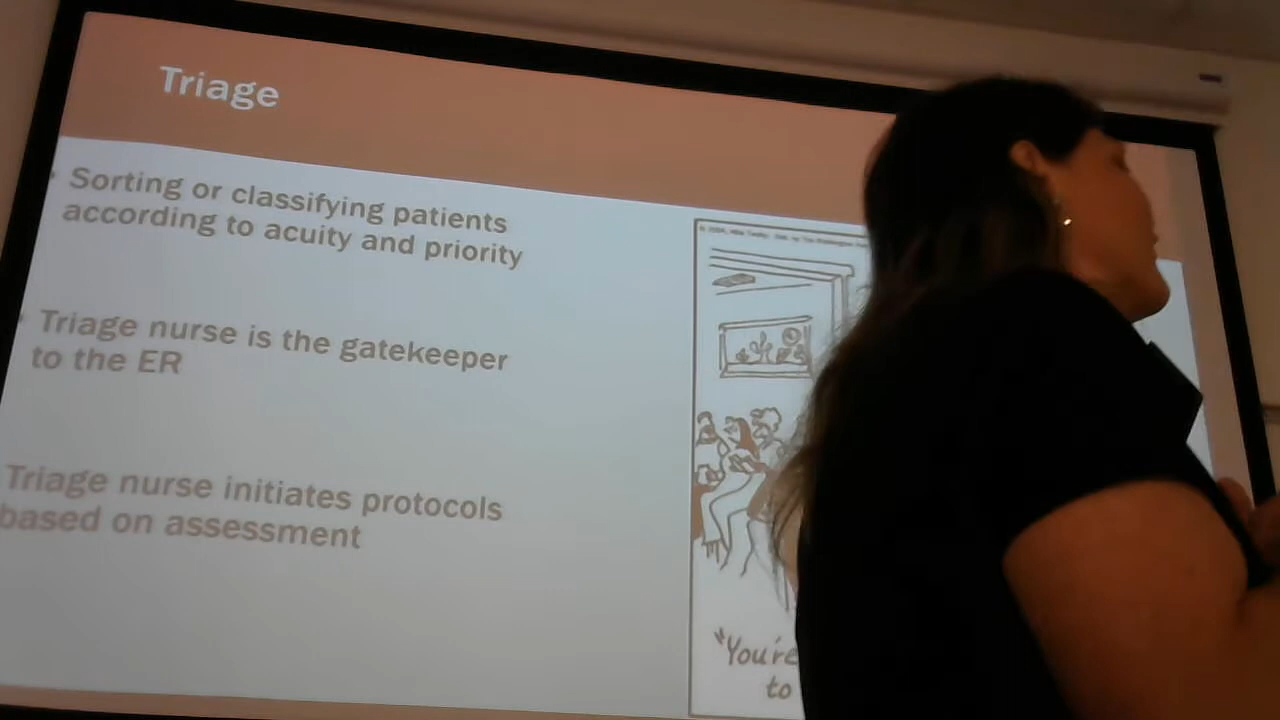 Triage
Sorting or classifying patients
according to acuity and priority
Triage nurse is the gatekeeper
to the ER
Triage nurse initiates protocols
based on assessment
"You're
to